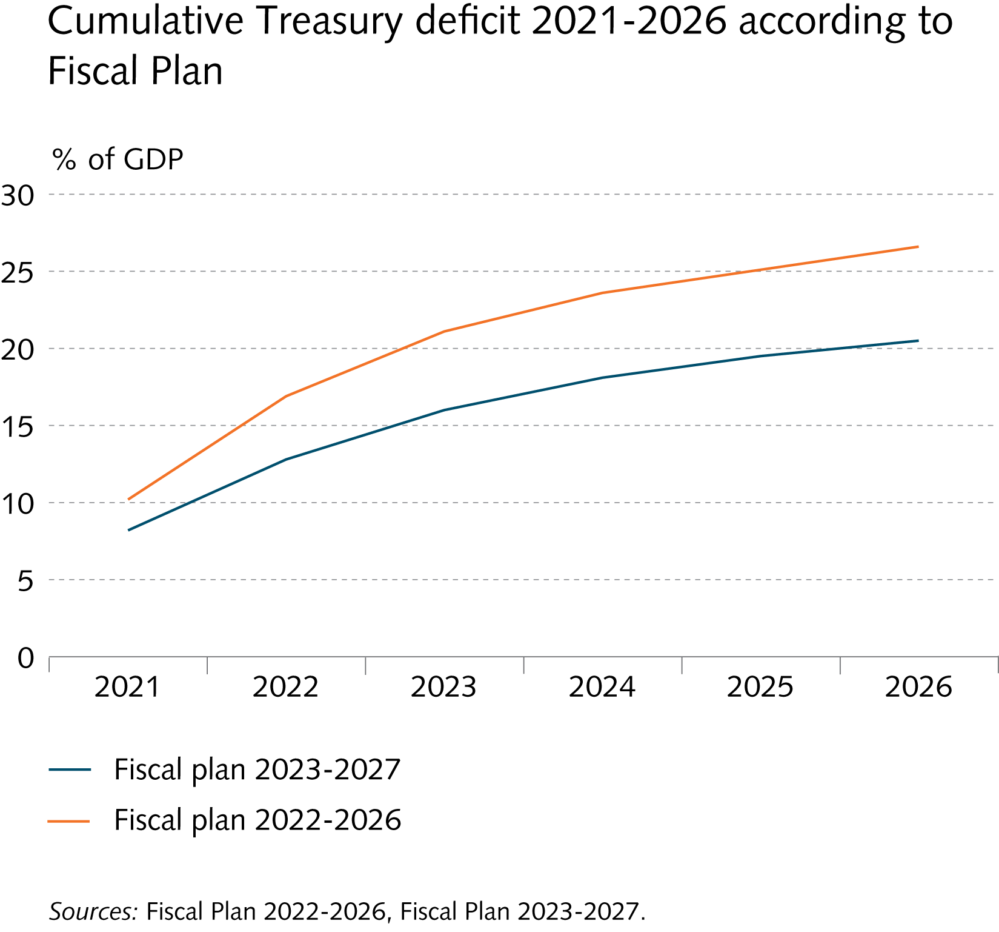 Cumulative Treasury deficit 2021-2026 according to
Fiscal Plan
% of GDP
30
25
20
15
10
5
0
2021 2022 2023 2024 2025 2026
Fiscal plan 2023-2027
Fiscal plan 2022-2026
Sources: Fiscal Plan 2022-2026, Fiscal Plan 2023-2027.